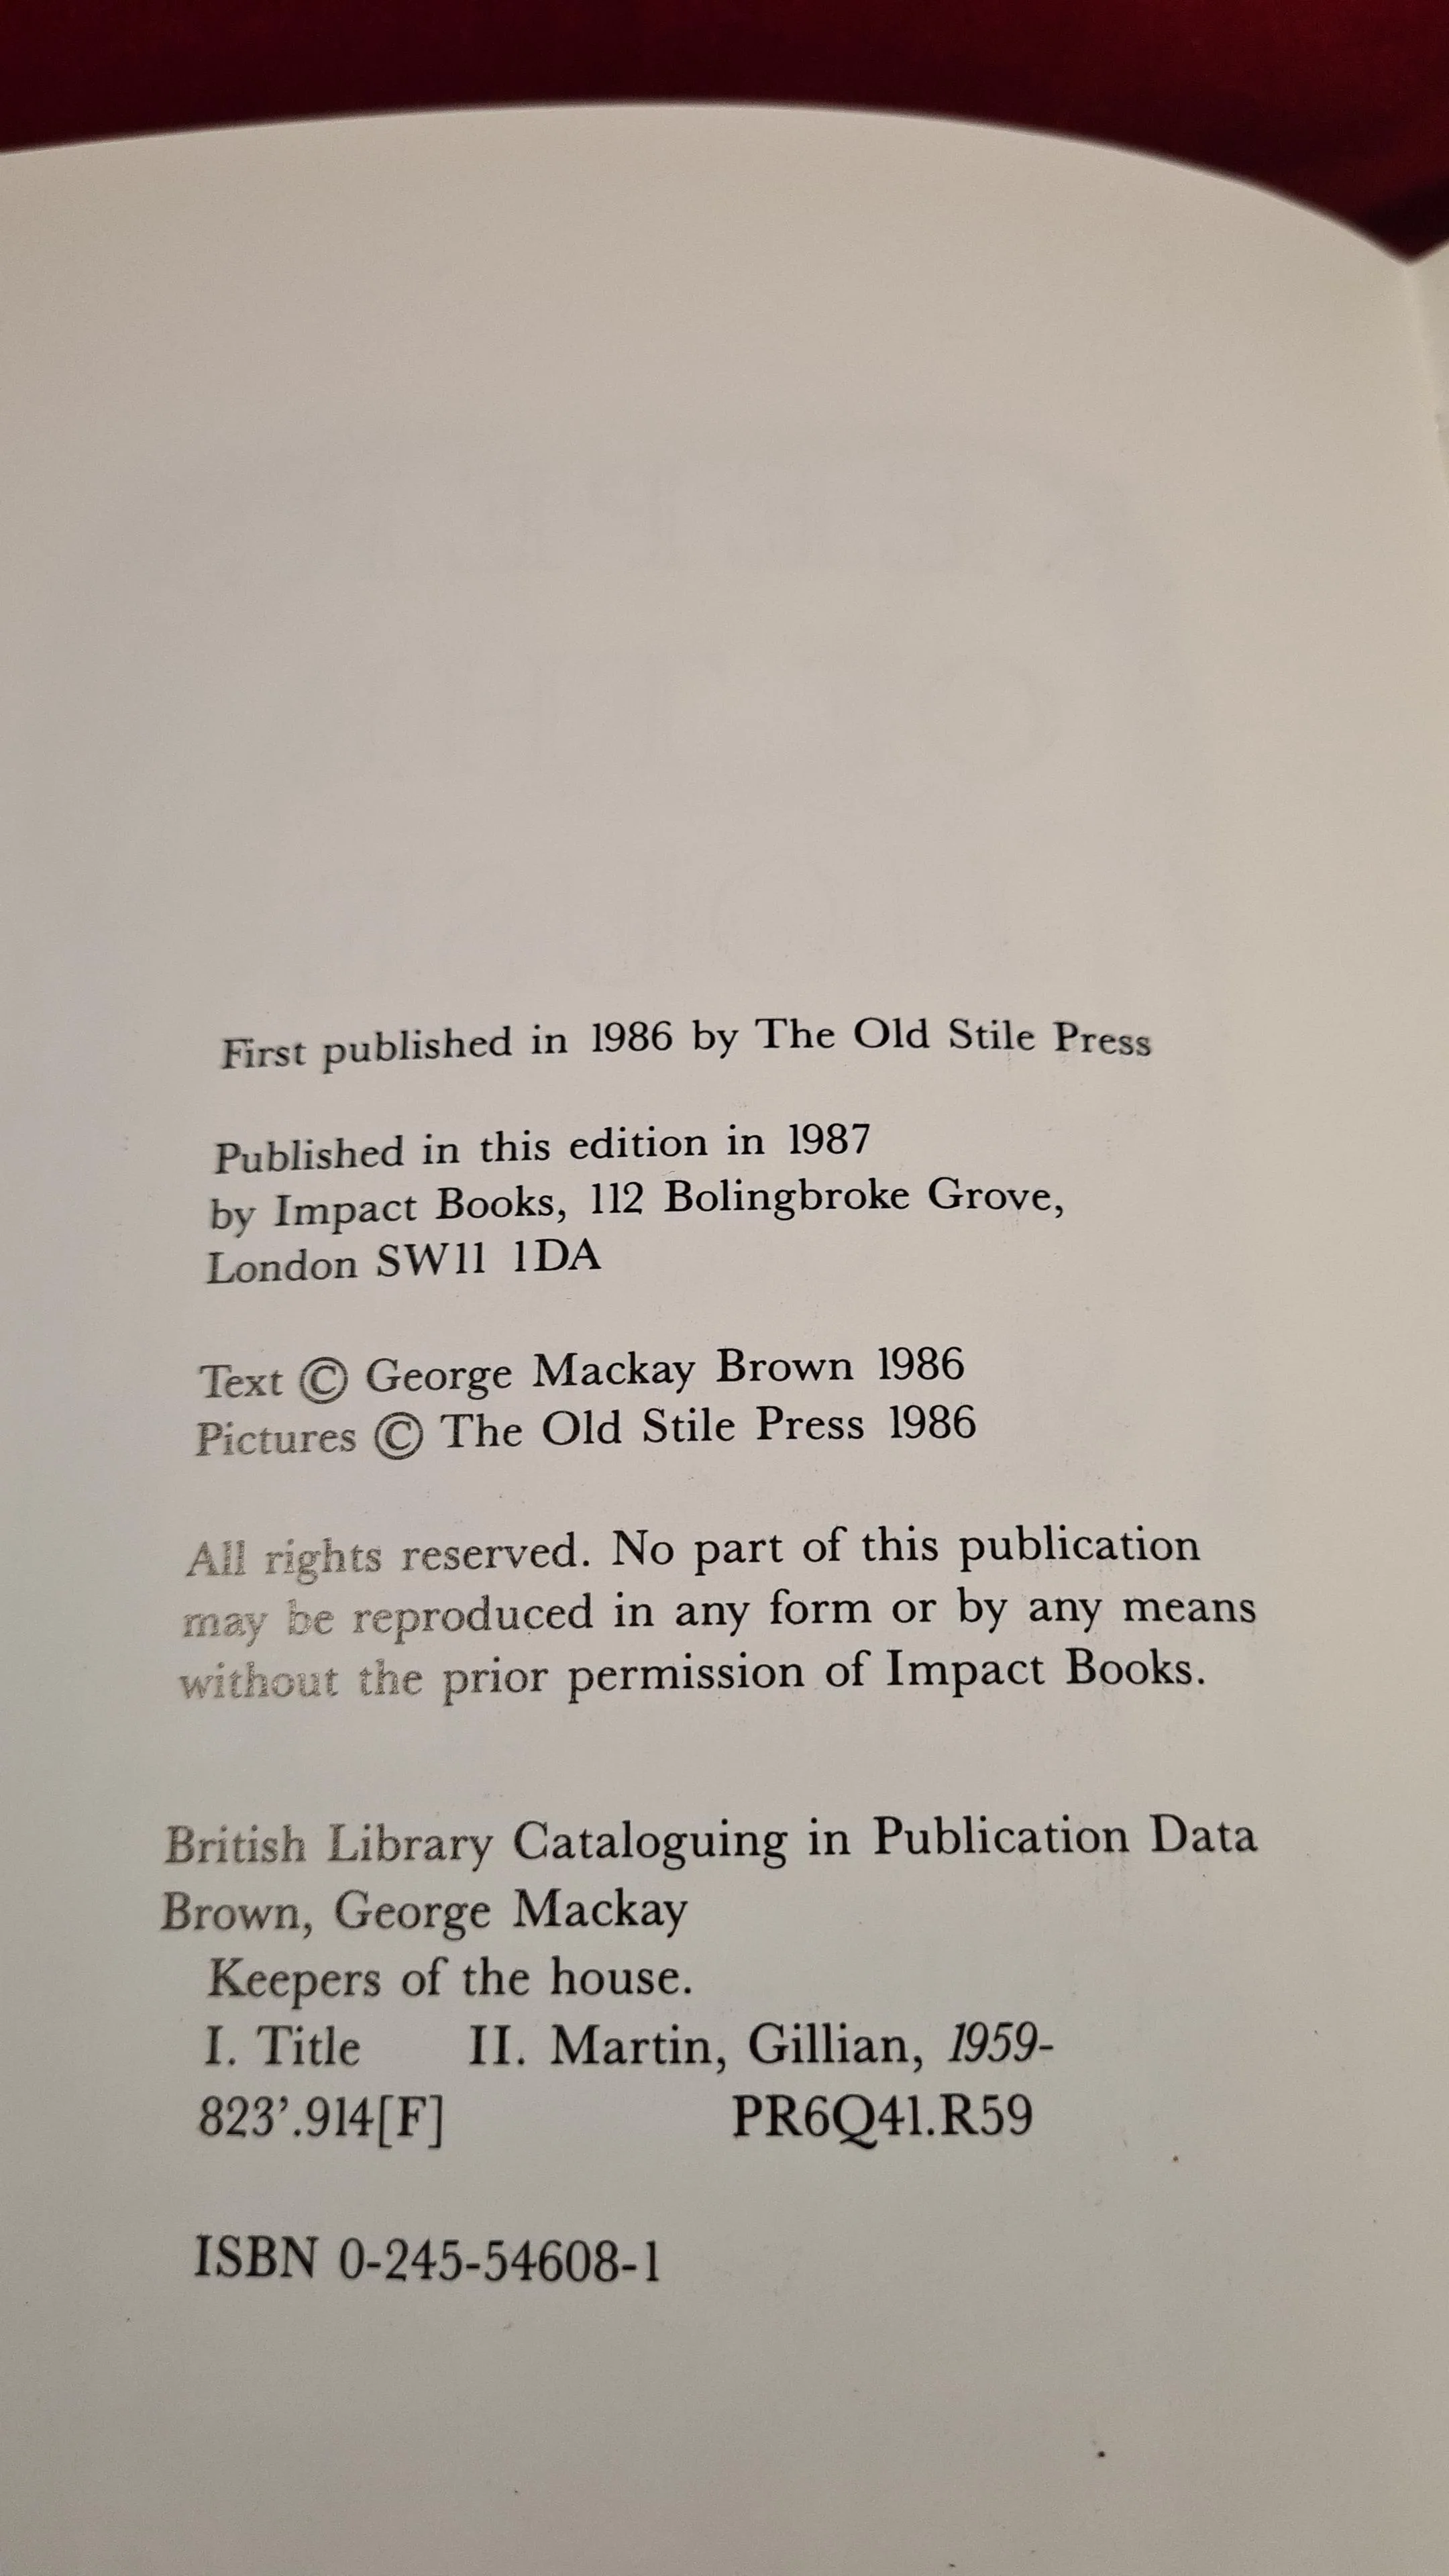 First published in 1986 by The Old Stile Press
Published in this edition in 1987
by Impact Books, 112 Bolingbroke Grove,
London SW11 1DA
Text © George Mackay Brown 1986
Pictures © The Old Stile Press 1986
All rights reserved. No part of this publication
may be reproduced in any form or by any means
without the prior permission of Impact Books.
British Library Cataloguing in Publication Data
Brown, George Mackay
Keepers of the house.
I. Title II. Martin, Gillian, 1959-
823'.914[F] PR6Q41.R59
ISBN 0-245-54608-1